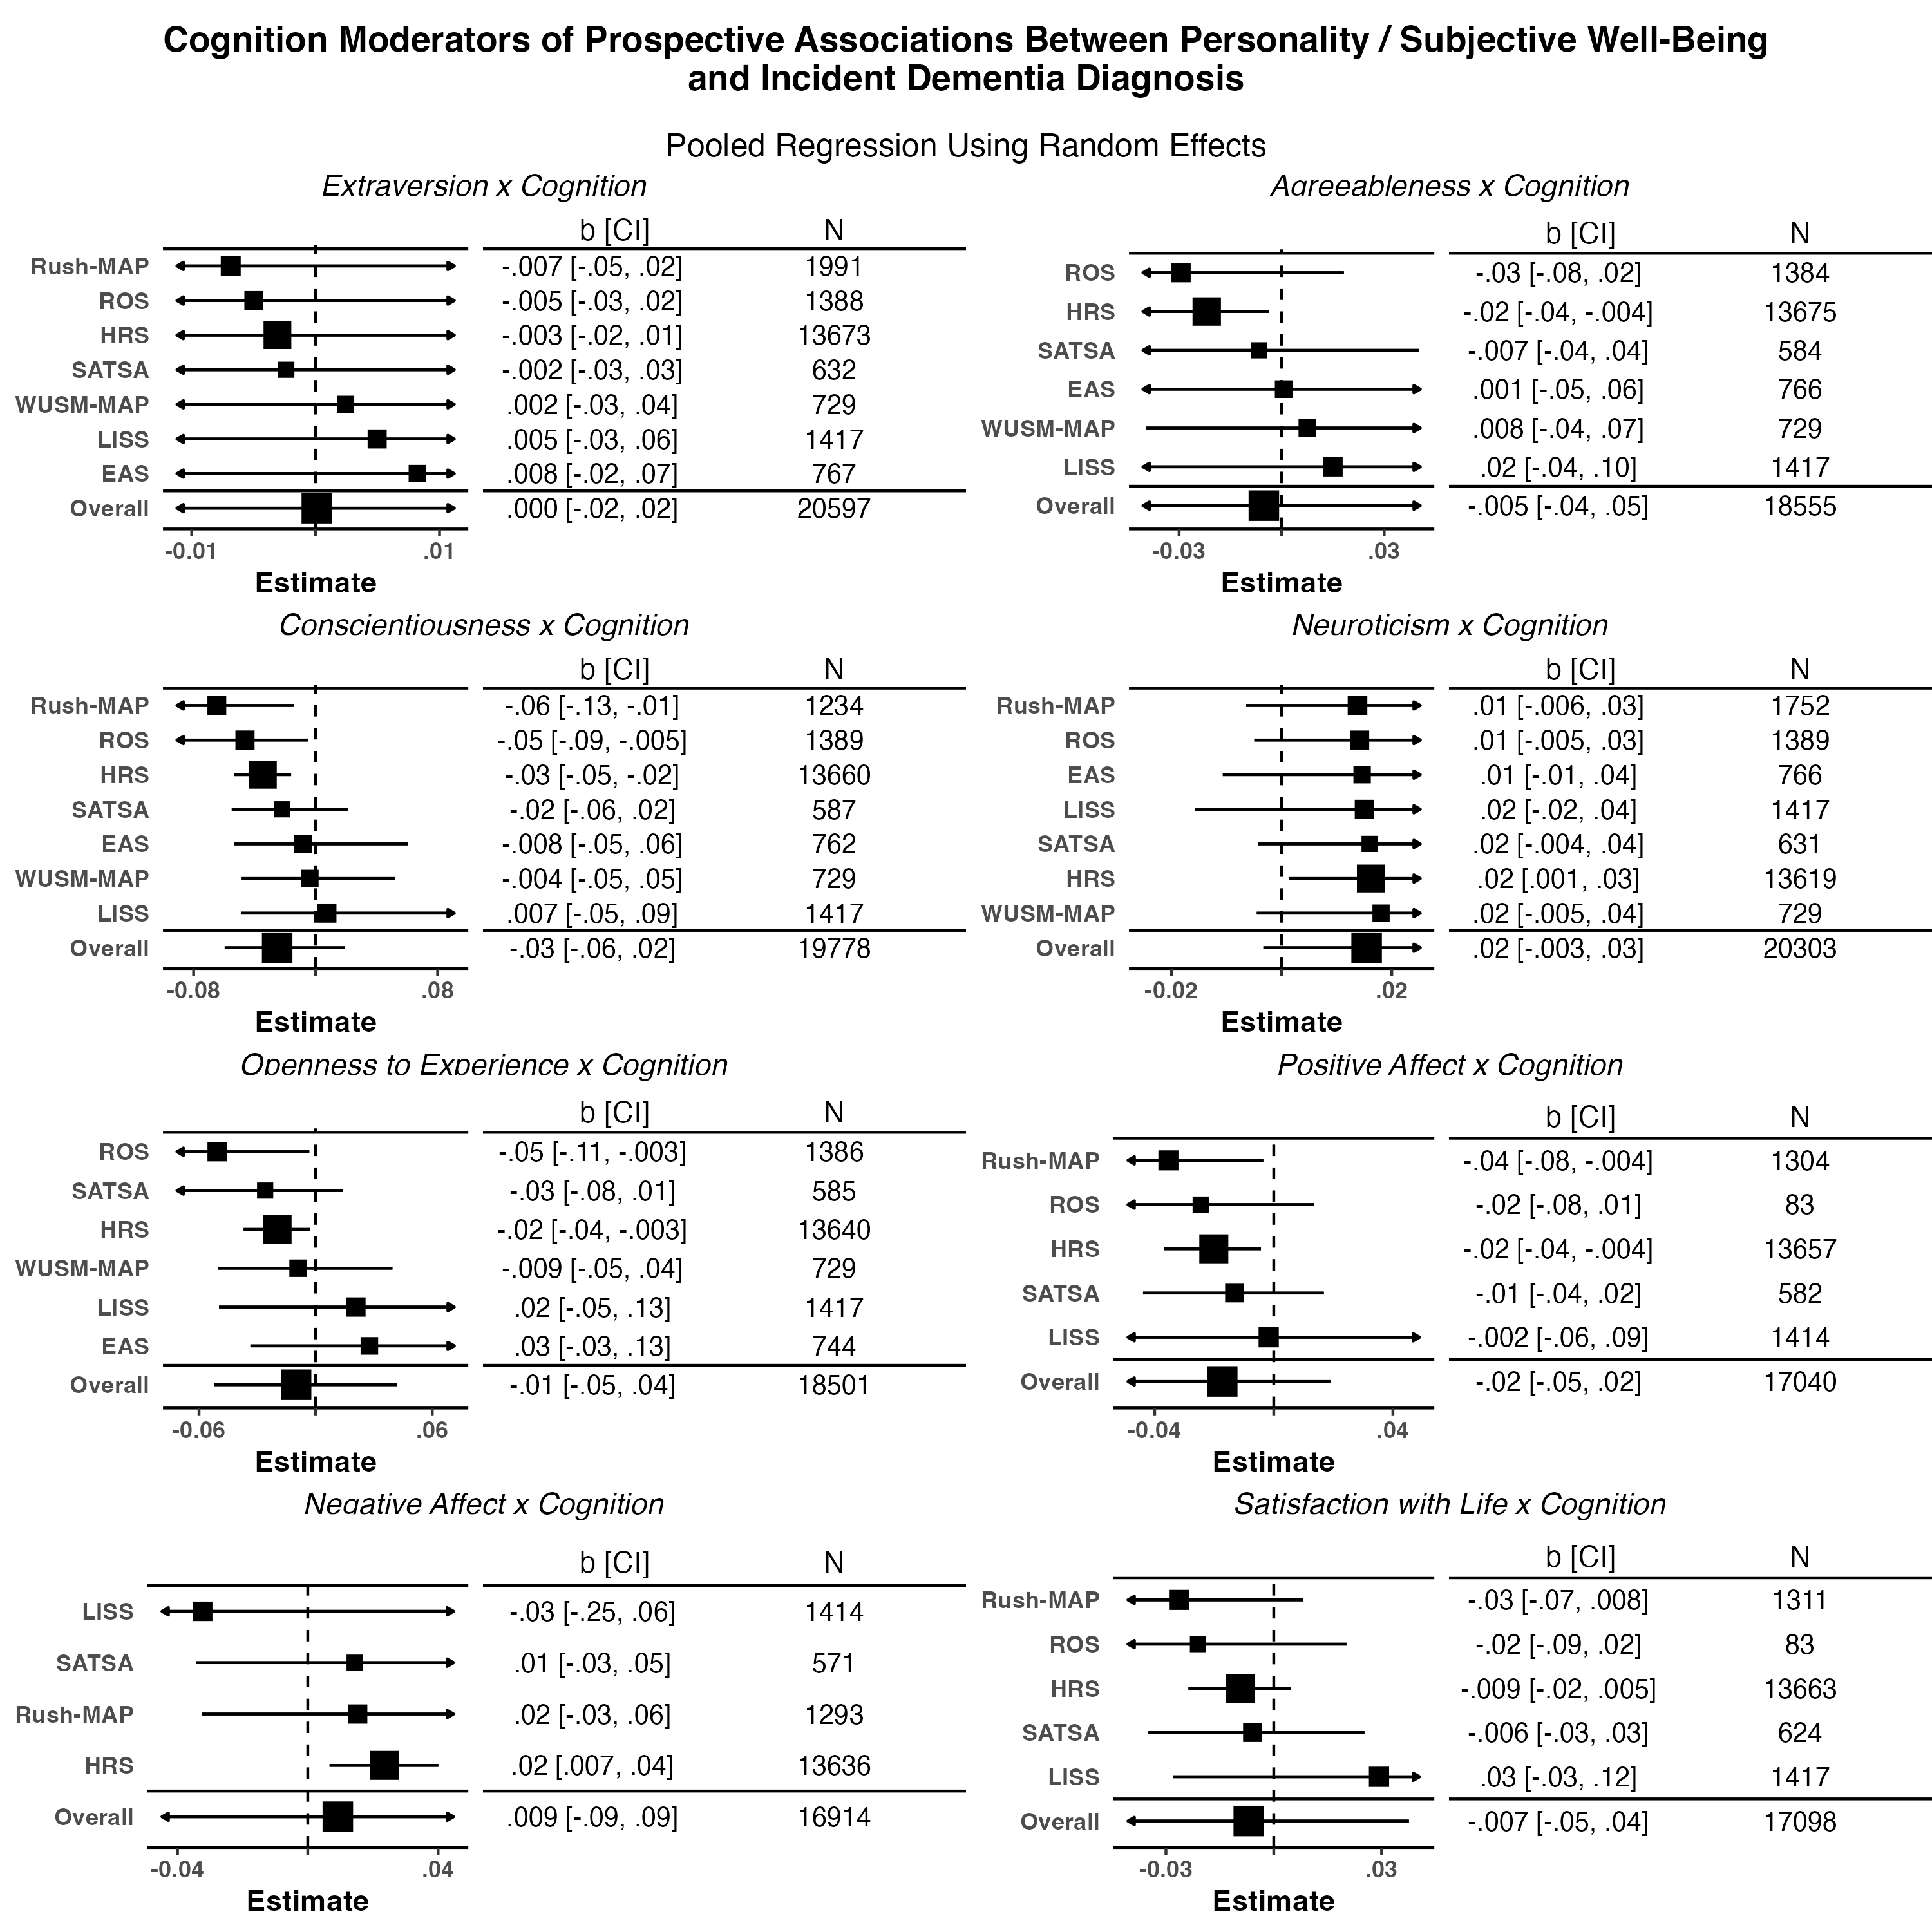 Cognition Moderators of Prospective Associations Between Personality / Subjective Well-Being
and Incident Dementia Diagnosis
Pooled Regression Using Random Effects
Extraversion x Cognition
b [CI] N
Rush-MAP -.007 [-.05, .02] 1991
ROS -.005 [-.03, .02] 1388
HRS -.003 [-.02, .01] 13673
SATSA -.002 [-.03, .03] 632
WUSM-MAP .002 [-.03, .04] 729
LISS .005 [-.03, .06] 1417
EAS .008 [-.02, .07] 767
Overall .000 [-.02, .02] 20597
-0.01 .01
Estimate
Agreeableness x Cognition
b [CI] N
ROS -.03 [-.08, .02] 1384
HRS -.02 [-.04, -.004] 13675
SATSA -.007 [-.04, .04] 584
EAS .001 [-.05, .06] 766
WUSM-MAP .008 [-.04, .07] 729
LISS .02 [-.04, .10] 1417
Overall -.005 [-.04, .05] 18555
-0.03 .03
Estimate
Conscientiousness x Cognition
b [CI] N
Rush-MAP -.06 [-.13, -.01] 1234
ROS -.05 [-.09, -.005] 1389
HRS -.03 [-.05, -.02] 13660
SATSA -.02 [-.06, .02] 587
EAS -.008 [-.05, .06] 762
WUSM-MAP -.004 [-.05, .05] 729
LISS .007 [-.05, .09] 1417
Overall -.03 [-.06, .02] 19778
-0.08 .08
Estimate
Neuroticism x Cognition
b [CI] N
Rush-MAP .01 [-.006, .03] 1752
ROS .01 [-.005, .03] 1389
EAS .01 [-.01, .04] 766
LISS .02 [-.02, .04] 1417
SATSA .02 [-.004, .04] 631
HRS .02 [.001, .03] 13619
WUSM-MAP .02 [-.005, .04] 729
Overall .02 [-.003, .03] 20303
-0.02 .02
Estimate
Openness to Experience x Cognition
b [CI] N
ROS -.05 [-.11, -.003] 1386
SATSA -.03 [-.08, .01] 585
HRS -.02 [-.04, -.003] 13640
WUSM-MAP -.009 [-.05, .04] 729
LISS .02 [-.05, .13] 1417
EAS .03 [-.03, .13] 744
Overall -.01 [-.05, .04] 18501
-0.06 .06
Estimate
Positive Affect x Cognition
b [CI] N
Rush-MAP -.04 [-.08, -.004] 1304
ROS -.02 [-.08, .01] 83
HRS -.02 [-.04, -.004] 13657
SATSA -.01 [-.04, .02] 582
LISS -.002 [-.06, .09] 1414
Overall -.02 [-.05, .02] 17040
-0.04 .04
Estimate
Negative Affect x Cognition
b [CI] N
LISS -.03 [-.25, .06] 1414
SATSA .01 [-.03, .05] 571
Rush-MAP .02 [-.03, .06] 1293
HRS .02 [.007, .04] 13636
Overall .009 [-.09, .09] 16914
-0.04 .04
Estimate
Satisfaction with Life x Cognition
b [CI] N
Rush-MAP -.03 [-.07, .008] 1311
ROS -.02 [-.09, .02] 83
HRS -.009 [-.02, .005] 13663
SATSA -.006 [-.03, .03] 624
LISS .03 [-.03, .12] 1417
Overall -.007 [-.05, .04] 17098
-0.03 .03
Estimate